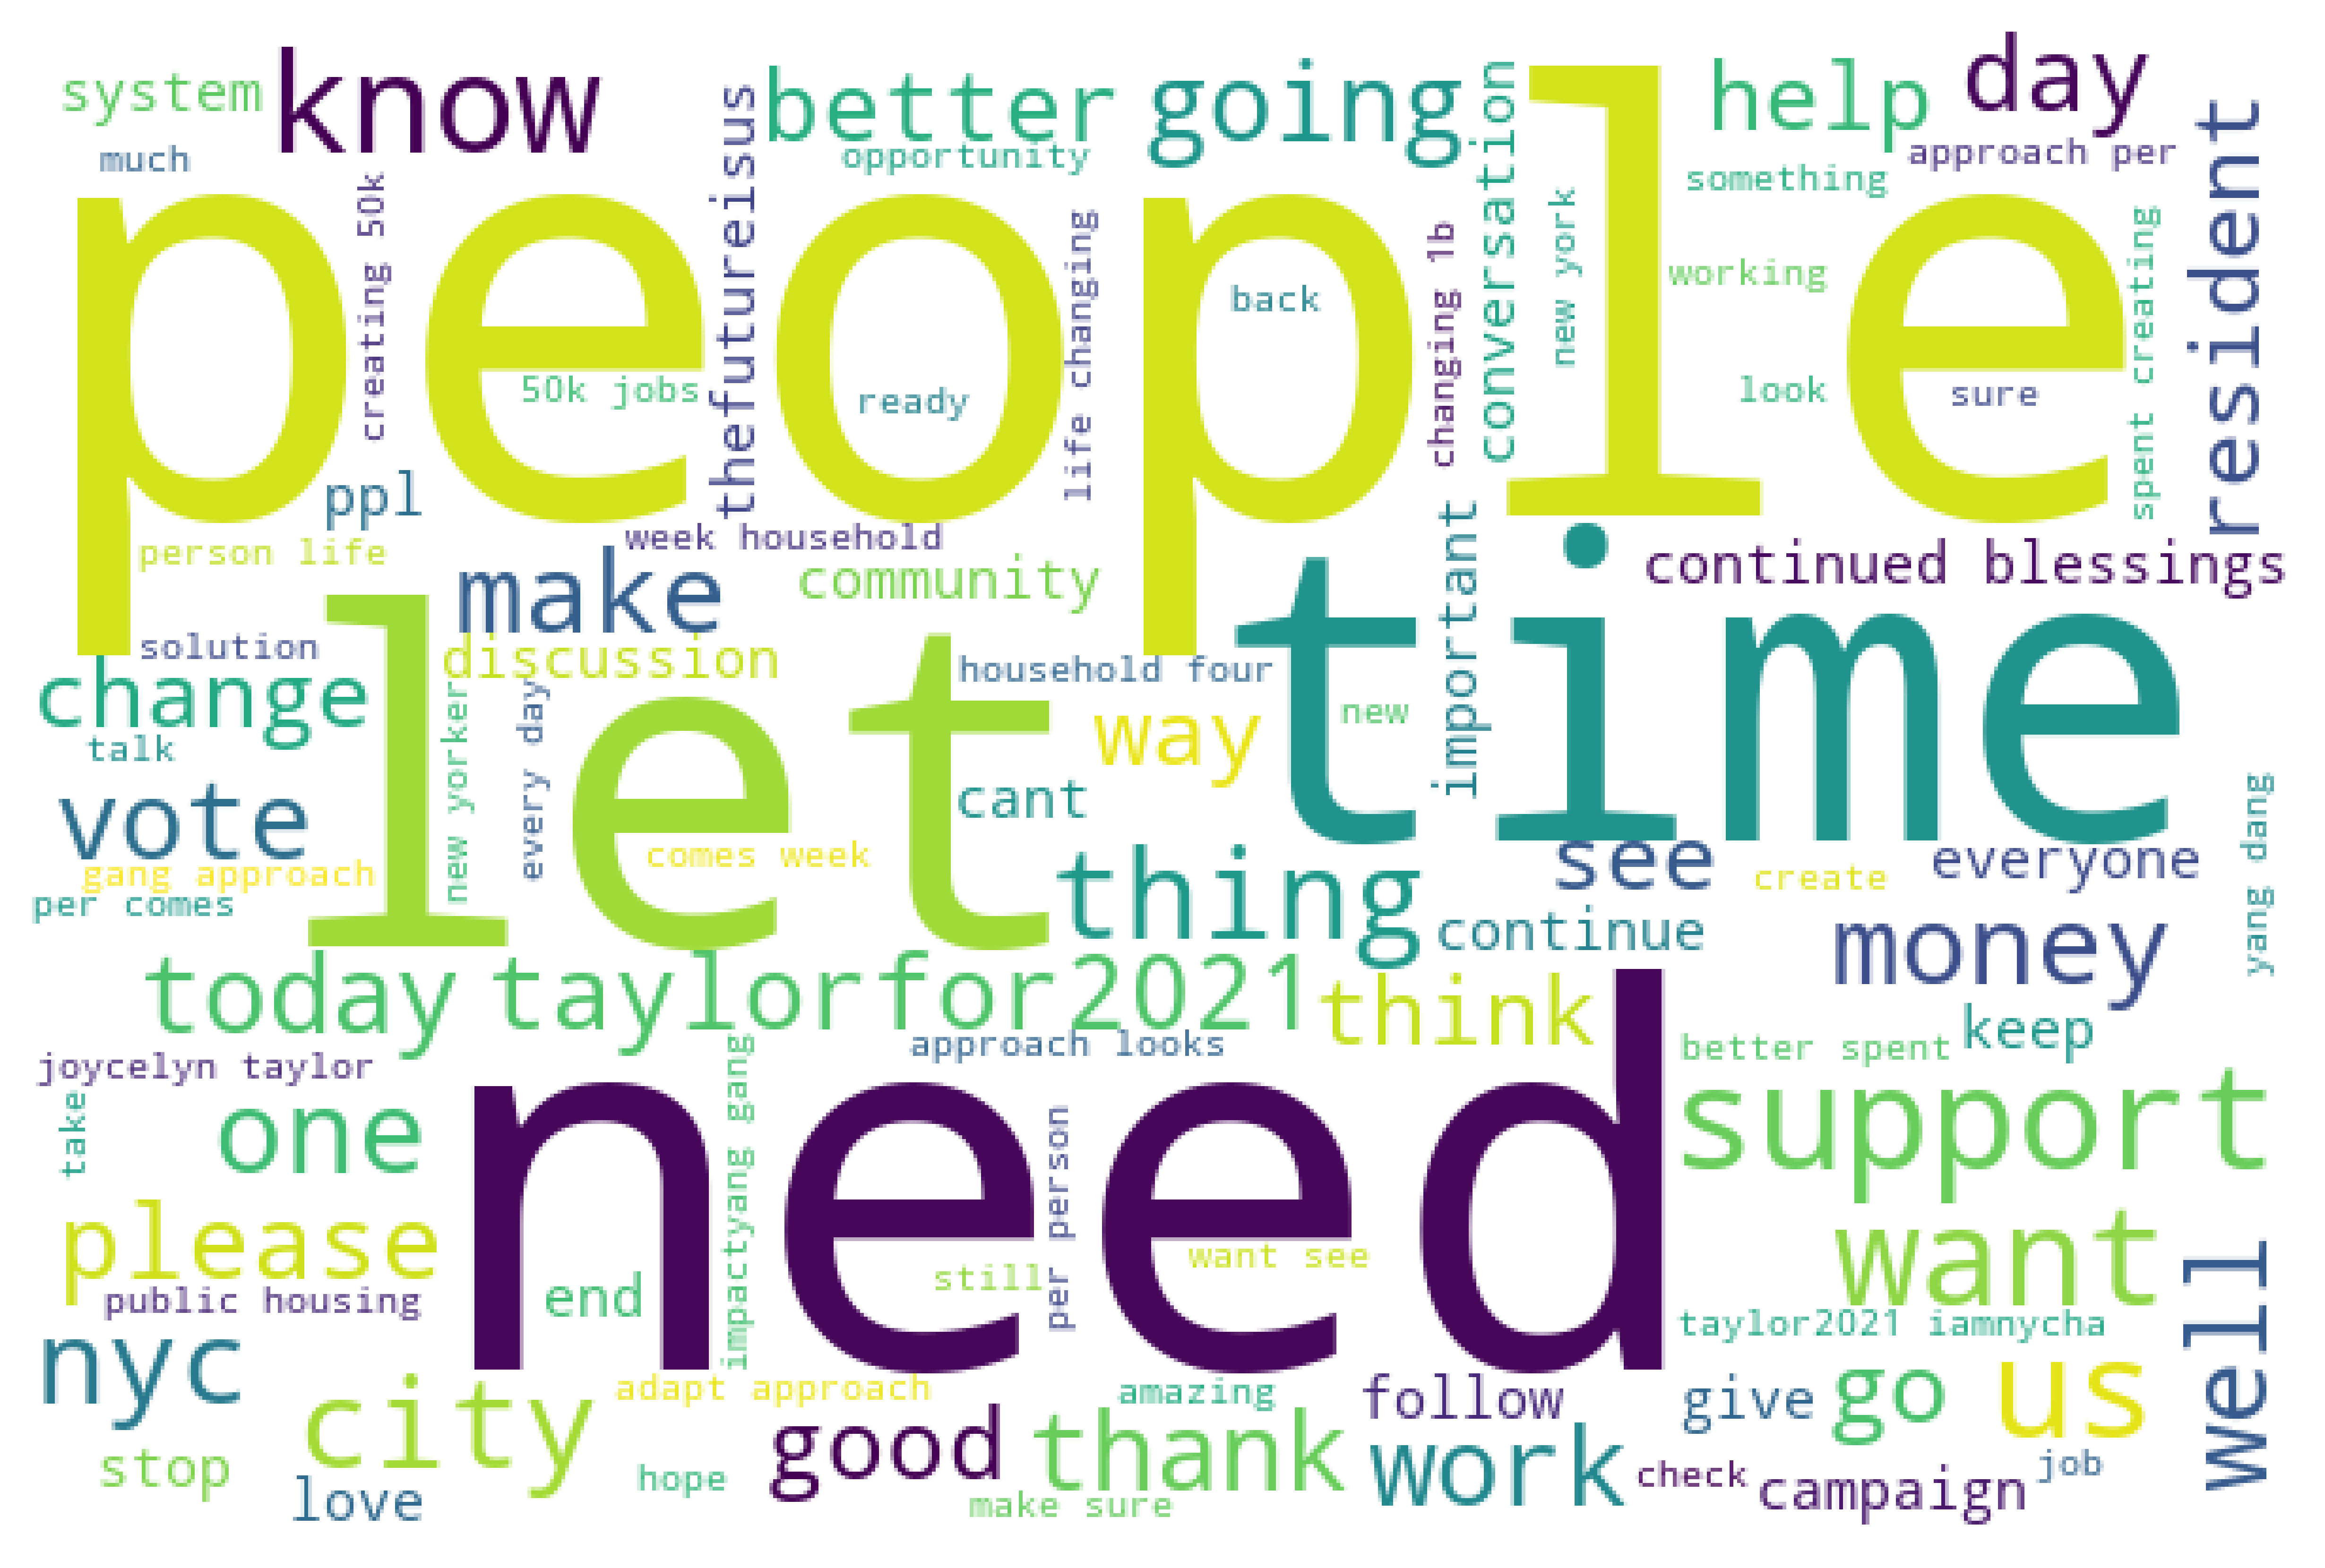 system
know
better
going
conversation
help
day
resident
much
opportunity
approach per
something
creating 50k
thefutureisus
people
life changing
changing lb
new york
working
spent creating
back
50k jobs
ready
look
sure
ppl
person life
week household
make
community
important
time
continued blessings
solution
discussion
household four
change
let
way
new
talk
new yorker
every day
vote
cant
comes week
gang approach
per comes
thing
see
create
everyone
yang dang
continue
money
today
taylorfor2021
think
keep
joycelyn taylor
approach looks
better spent
take
one
need
impactyang gang
per person
support
please
want see
still
want
well
public housing
end
taylor2021 iamnycha
nyc
city
adapt approach
amazing
follow
give
go
us
good
thank
work
stop
love
hope
make sure
check
campaign
job